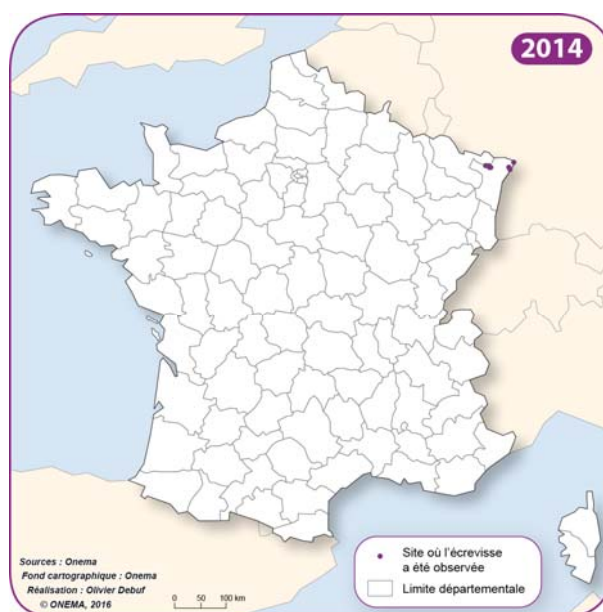 2014
Site où l'écrevisse
a été observée
Limite départementale
Sources : Onema
Fond cartographique : Onema
Réalisation : Olivier Debuf
© ONEMA, 2016
0 50 100 km